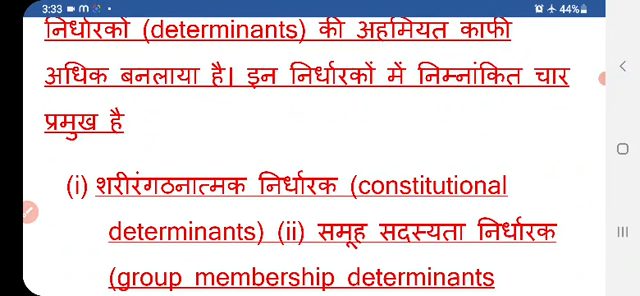 3:33 m 44%
निर्धारको (determinants) की अहमियत काफी
अधिक बनलाया है। इन निर्धारकों में निम्नांकित चार
प्रमुख है
(i) शरीरंगठनात्मक निर्धारक (constitutional
determinants) (ii) समूह सदस्यता निर्धारक
(group membership determinants